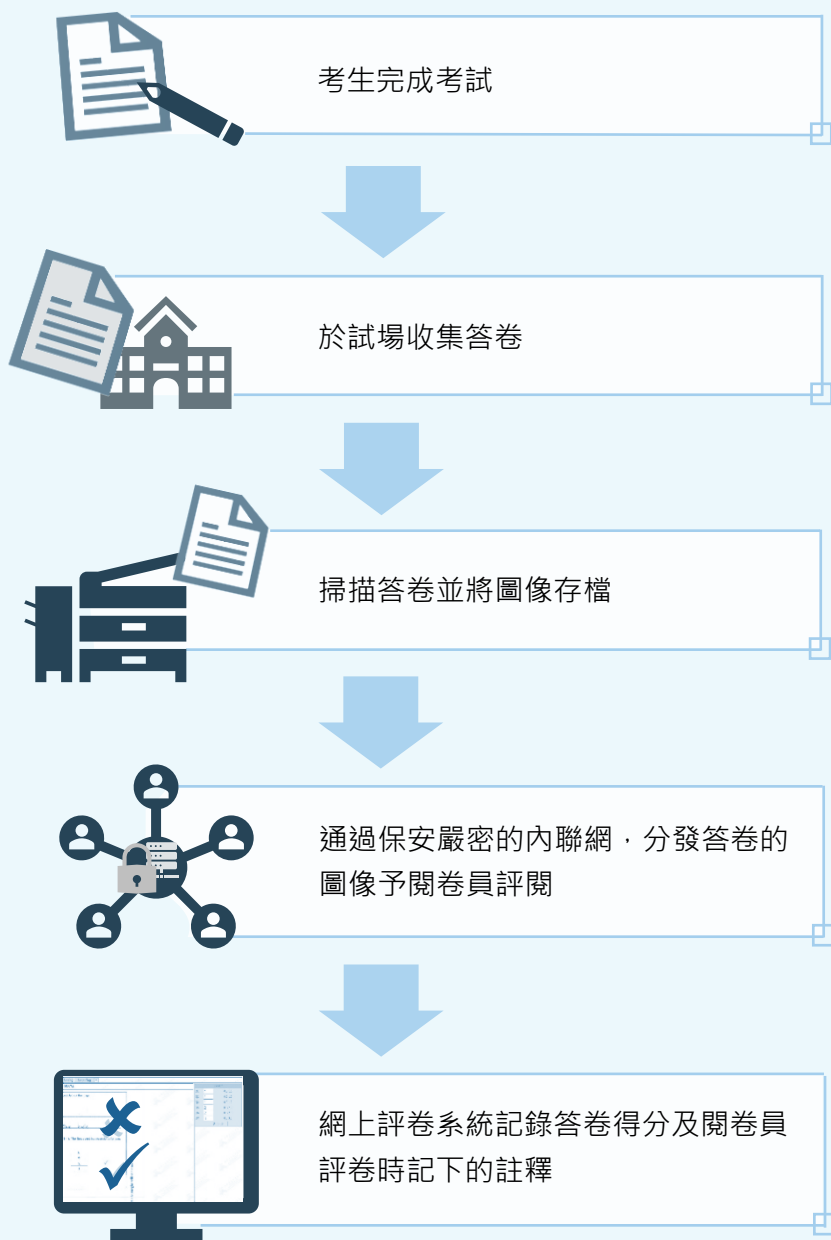 考生完成考試
於試場收集答卷
掃描答卷並將圖像存檔
通過保安嚴密的內聯網，分發答卷的
圖像予閱卷員評閱
網上評卷系統記錄答卷得分及閱卷員
評卷時記下的註釋